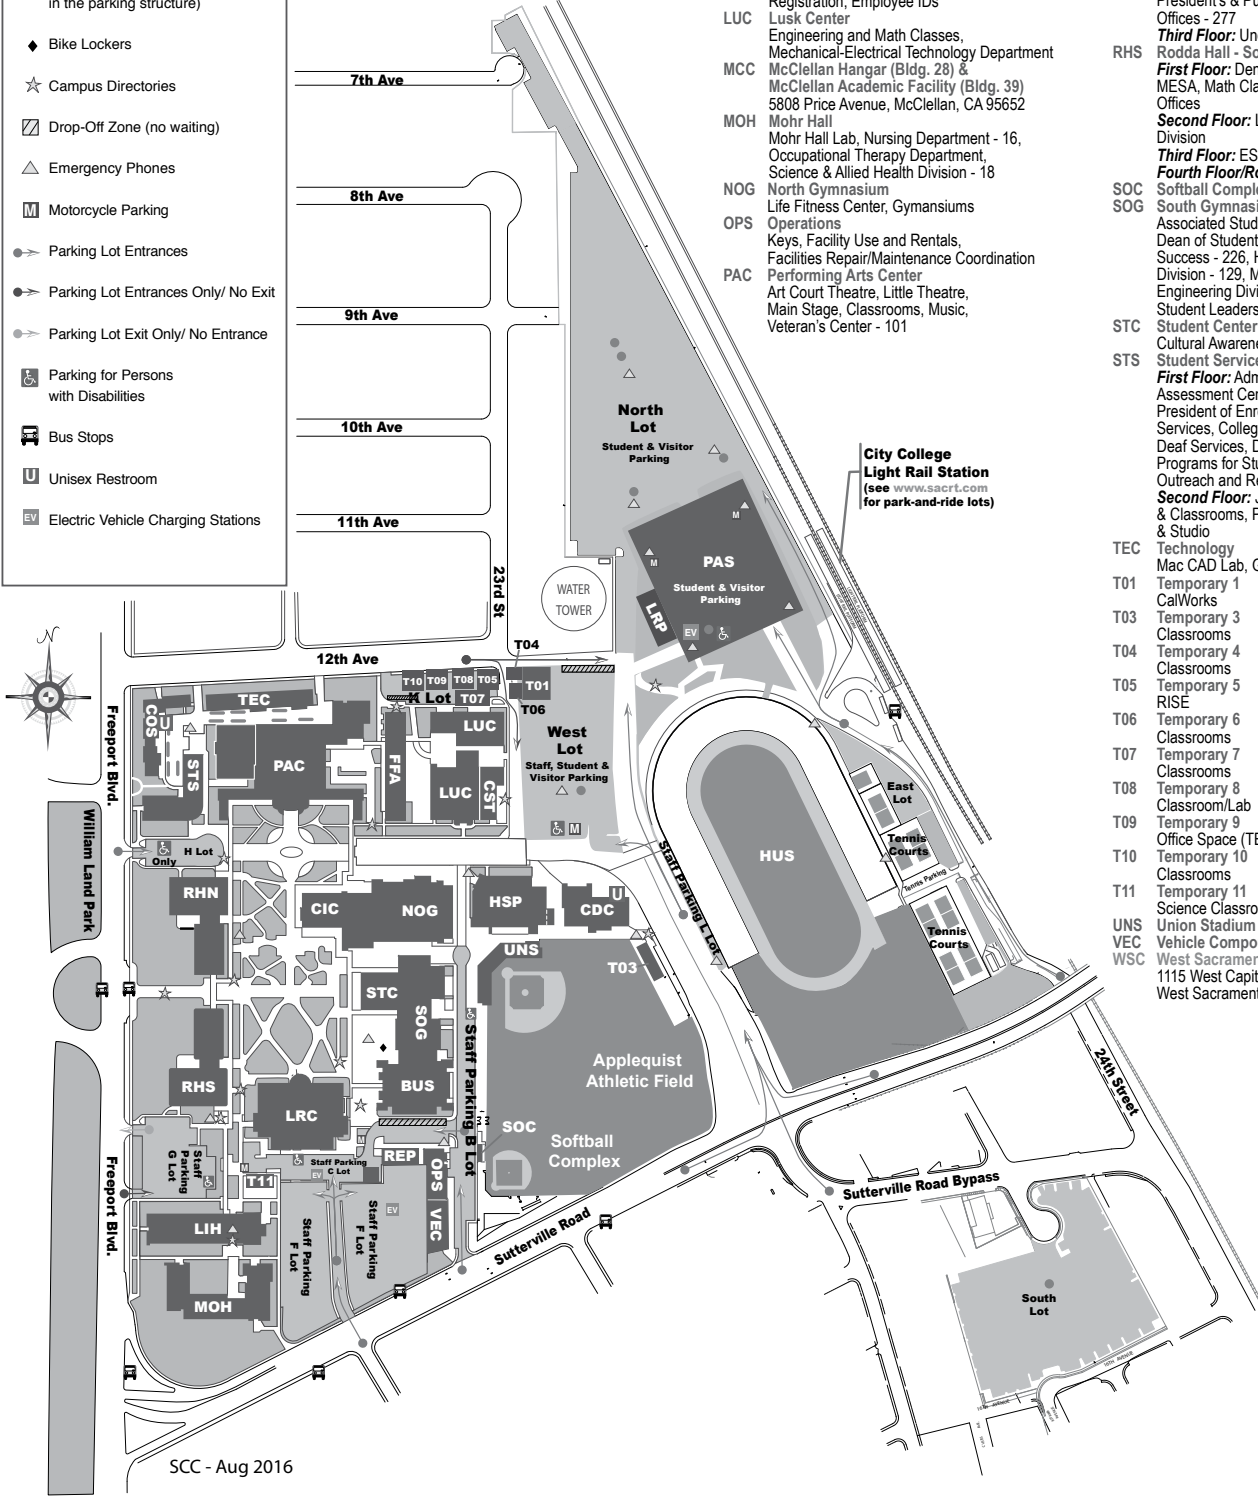 in the parking structure)
Bike Lockers
Campus Directories
Drop-Off Zone (no waiting)
Emergency Phones
M
Motorcycle Parking
Parking Lot Entrances
Parking Lot Entrances Only/ No Exit
Parking Lot Exit Only/ No Entrance
Parking for Persons
with Disabilities
Bus Stops
U
Unisex Restroom
EV
Electric Vehicle Charging Stations
Registration, Employee IDs
LUC Lusk Center
Engineering and Math Classes,
Mechanical-Electrical Technology Department
MCC McClellan Hangar (Bldg. 28) &
McClellan Academic Facility (Bldg. 39)
5808 Price Avenue, McClellan, CA 95652
MOH Mohr Hall
Mohr Hall Lab, Nursing Department - 16,
Occupational Therapy Department,
Science & Allied Health Division - 18
NOG North Gymnasium
Life Fitness Center, Gymansiums
OPS Operations
Keys, Facility Use and Rentals,
Facilities Repair/Maintenance Coordination
PAC Performing Arts Center
Art Court Theatre, Little Theatre,
Main Stage, Classrooms, Music,
Veteran's Center - 101
Offices - 277
Third Floor:
RHS Rodda Hall -
First Floor:
MESA, Math
Offices
Second Floor:
Division
Third Floor:
Fourth Floor/
SOC Softball
SOG South
Associated
Dean of
Success - 226,
Division - 129,
Engineering
Student
STC Student Center
Cultural
STS Student
First Floor:
Assessment
President of
Services,
Deaf Services,
Programs for
Outreach and
Second Floor:
& Classrooms,
& Studio
TEC Technology
Mac CAD Lab,
T01 Temporary 1
CalWorks
T03 Temporary 3
Classrooms
T04 Temporary 4
Classrooms
T05 Temporary 5
RISE
T06 Temporary 6
Classrooms
T07 Temporary 7
Classrooms
T08 Temporary 8
Classroom/Lab
T09 Temporary 9
Office Space
T10 Temporary 10
Classrooms
T11 Temporary 11
Science
UNS Union Stadium
VEC Vehicle
WSC West
1115 West
West
7th Ave
8th Ave
9th Ave
10th Ave
11th Ave
12th Ave
23rd St
North
Lot
Student & Visitor
Parking
City College
Light Rail Station
(see www.sacrt.com
for park-and-ride lots)
M
M
PAS
Student & Visitor
Parking
LRP
EV
WATER
TOWER
N
T04
T10 T09 T08 T05
T01
K Lot
T07
T06
TEC
COS
U
STS
PAC
FFA
LUC
LUC
CST
West
Lot
Staff, Student &
Visitor Parking
M
Freeport Blvd.
William Land Park
Only
H Lot
RHN
CIC
NOG
HSP
CDC
U
UNS
T03
STC
SOG
BUS
Staff Parking L Lot
HUS
East
Lot
Tennis
Courts
Tennis Parking
Tennis
Courts
Staff Parking B Lot
Applequist
Athletic Field
SOC
Softball
Complex
RHS
LRC
Staff
Parking
G Lot
M
T11
Staff Parking
C Lot
EV
REP
OPS
VEC
EV
Staff Parking
F Lot
Staff Parking
F Lot
LIH
MOH
Freeport Blvd.
Sutterville Road
24th Street
Sutterville Road Bypass
South
Lot
SCC - Aug 2016